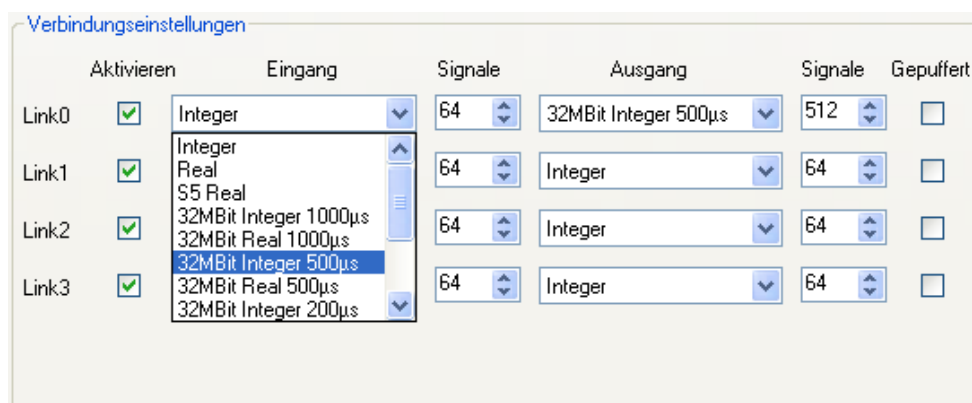 Verbindungseinstellungen
Aktivieren Eingang Signale Ausgang Signale Gepuffert
Link0 Integer 64 32MBit Integer 500µs 512
Integer
Real
Link1 64 Integer 64
S5 Real
32MBit Integer 1000µs
Link2 64 Integer 64
32MBit Real 1000µs
32MBit Integer 500µs
Link3 32MBit Real 500µs 64 Integer 64
32MBit Integer 200µs